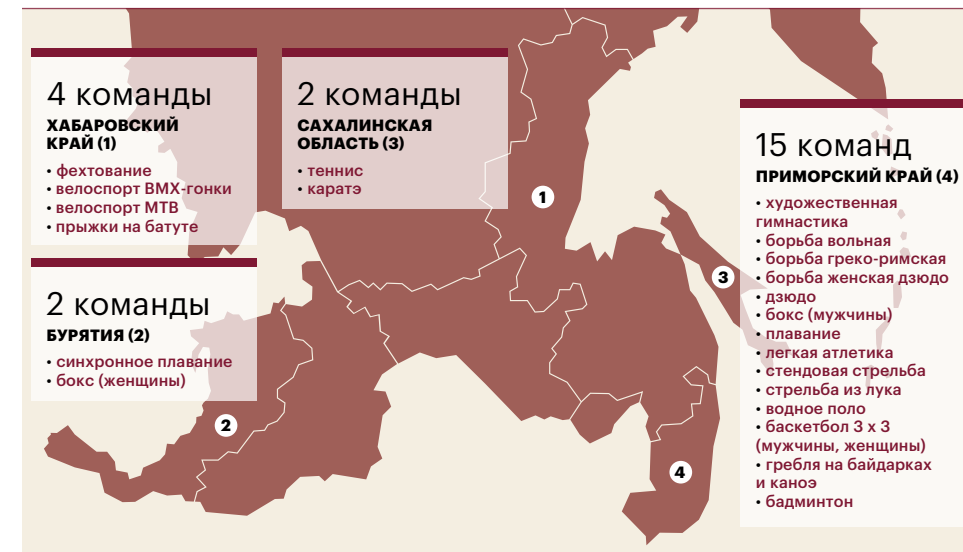 4 команды
ХАБАРОВСКИЙ
КРАЙ (1)
• фехтование
• велоспорт BMX-гонки
• велоспорт MTB
• прыжки на батуте
2 команды
БУРЯТИЯ (2)
• синхронное плавание
• бокс (женщины)
2 команды
САХАЛИНСКАЯ
ОБЛАСТЬ (3)
• теннис
• каратэ
15 команд
ПРИМОРСКИЙ КРАЙ (4)
• художественная
гимнастика
• борьба вольная
• борьба греко-римская
• борьба женская дзюдо
• дзюдо
• бокс (мужчины)
• плавание
• легкая атлетика
• стендовая стрельба
• стрельба из лука
• водное поло
• баскетбол 3 х 3
(мужчины, женщины)
• гребля на байдарках
и каноэ
• бадминтон
1
2
3
4